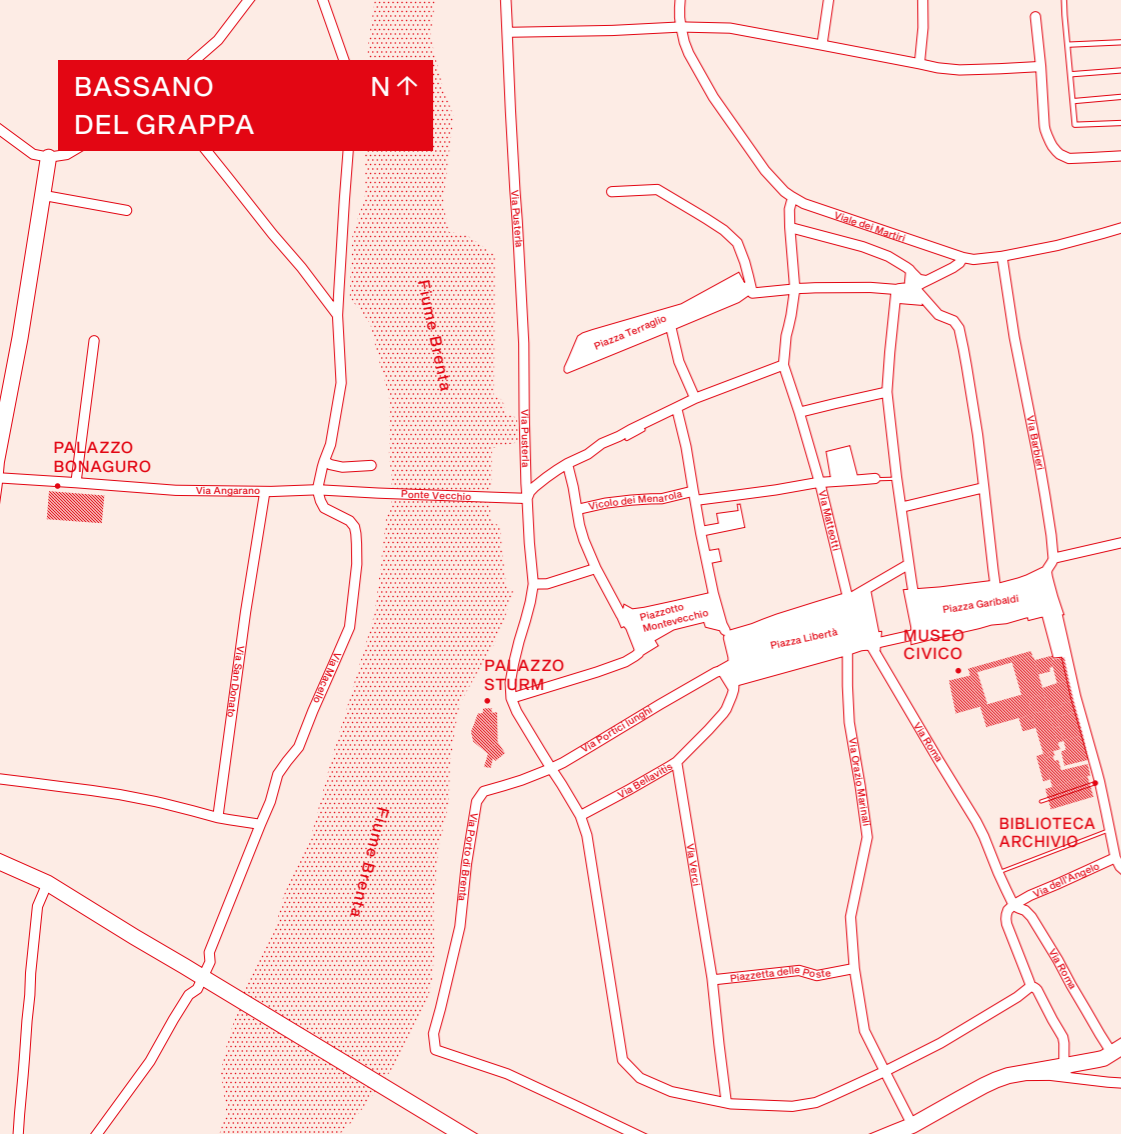 BASSANO N↑
DEL GRAPPA
Via Pusteria
Viale dei Martiri
Fiume Brenta
Piazza Terraglio
Via Pusteria
Via Barbieri
PALAZZO
BONAGURO
Via Angarano
Ponte Vecchio
Vicolo dei Menarola
Via Matteotti
Piazzotto
Montevecchio
Piazza Libertà
Piazza Garibaldi
MUSEO
CIVICO
Via San Donato
Via Macello
PALAZZO
STURM
Via Portici lunghi
Via Bellavitis
Via Orazio Marinali
Via Roma
Fiume Brenta
Via Porto di Brenta
Via Verci
BIBLIOTECA
ARCHIVIO
Via dell'Angelo
Piazzetta delle Poste
Via Roma